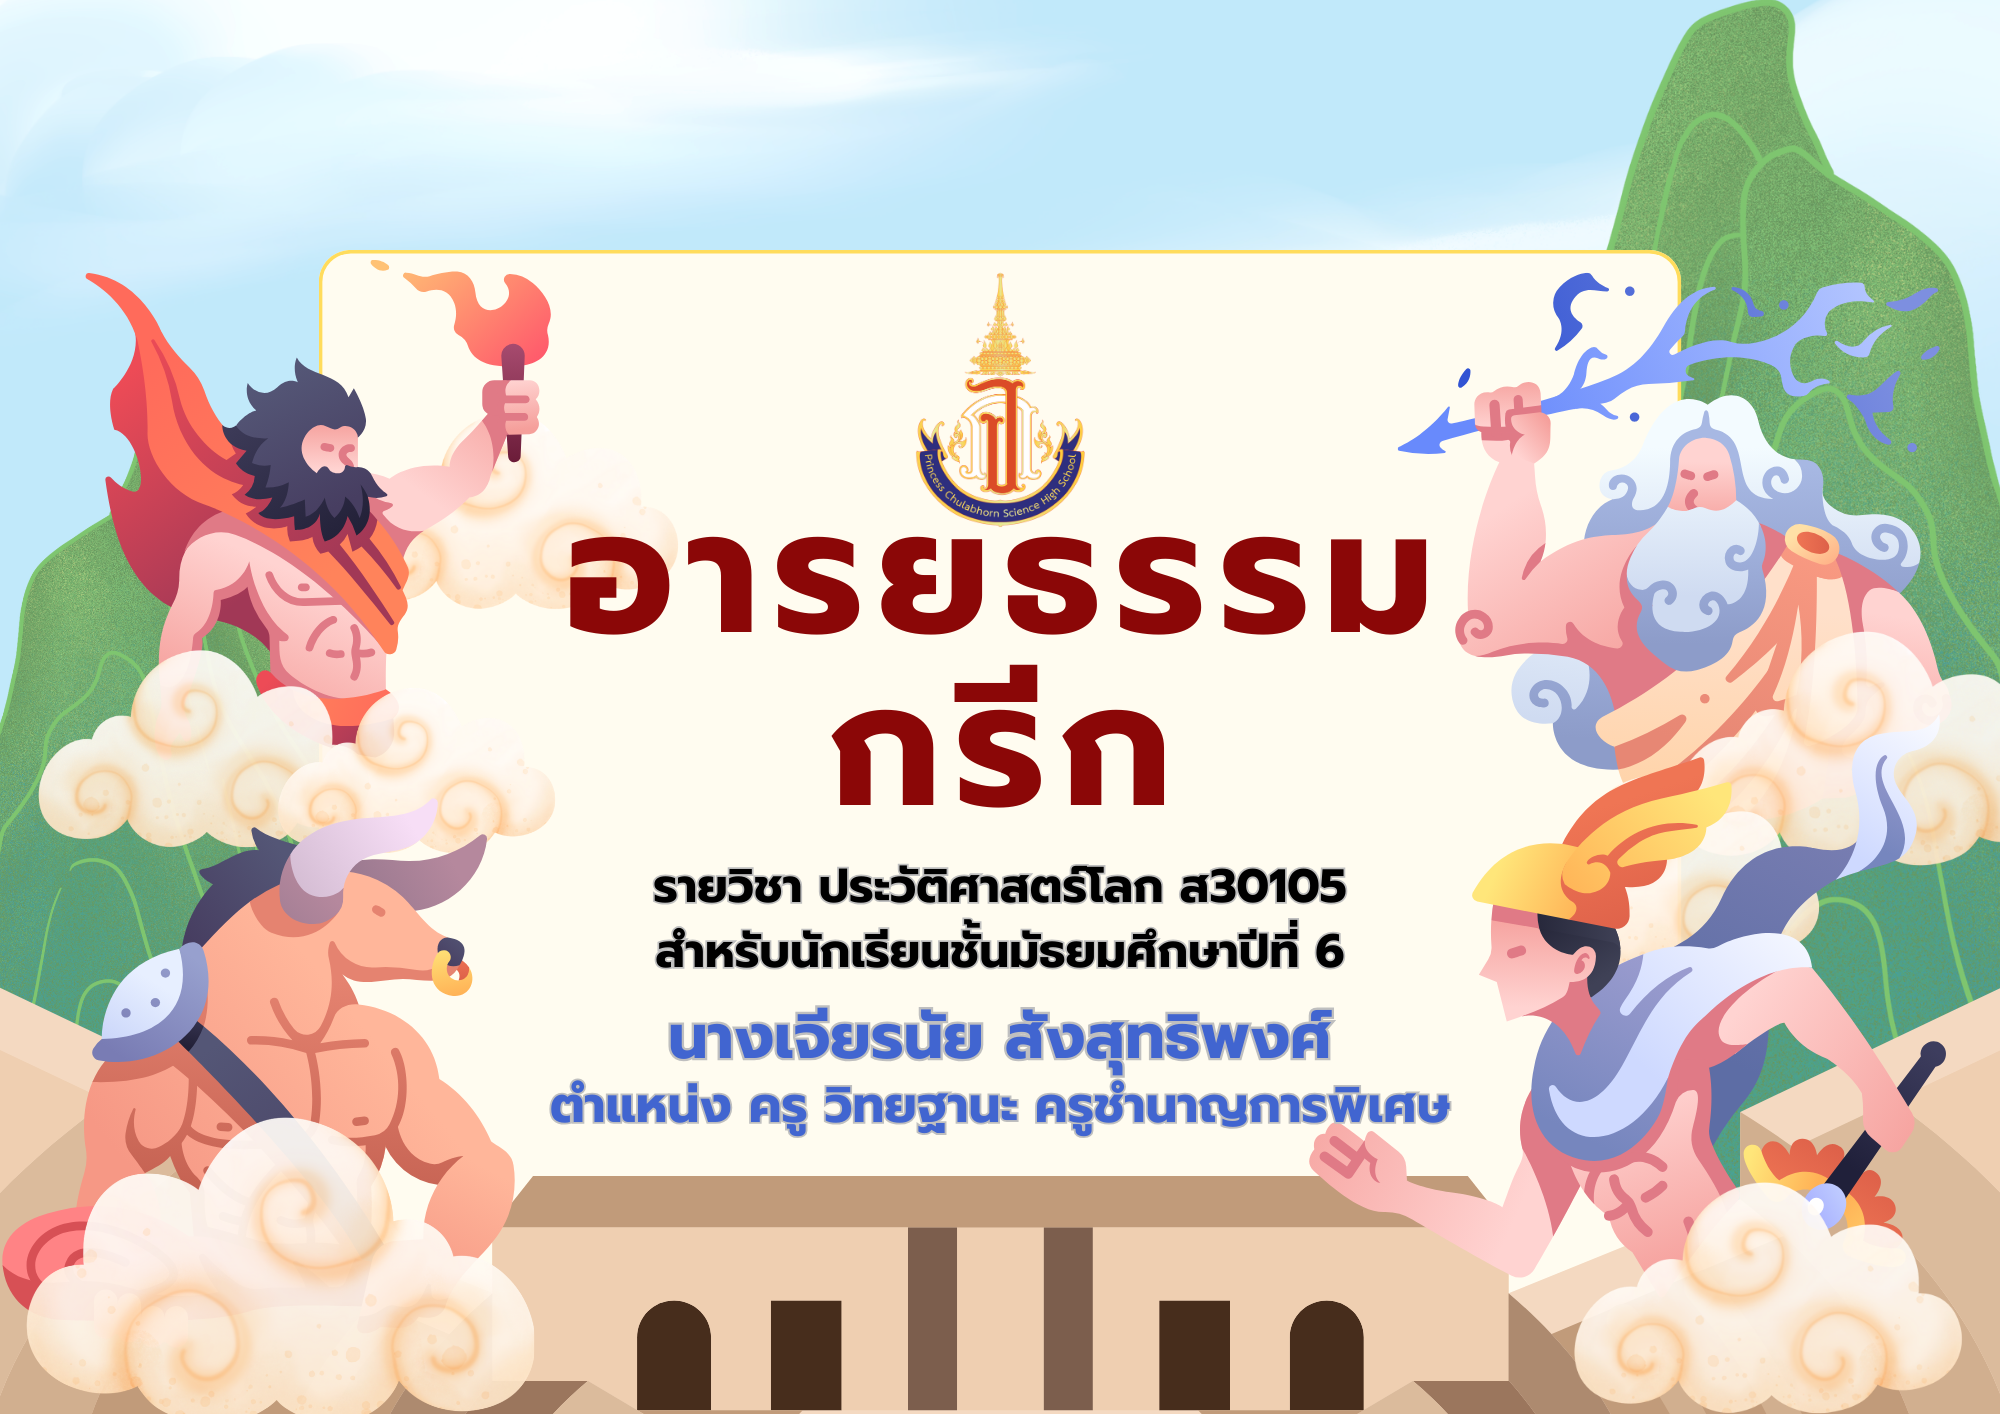 Princess Chulabhorn Science High School
อารยธรรม
กรีก
รายวิชา ประวัติศาสตร์โลก ส30105
สำหรับนักเรียนชั้นมัธยมศึกษาปีที่ 6
นางเจียรนัย สังสุทธิพงศ์
ตำแหน่ง ครู วิทยฐานะ ครูชำนาญการพิเศษ